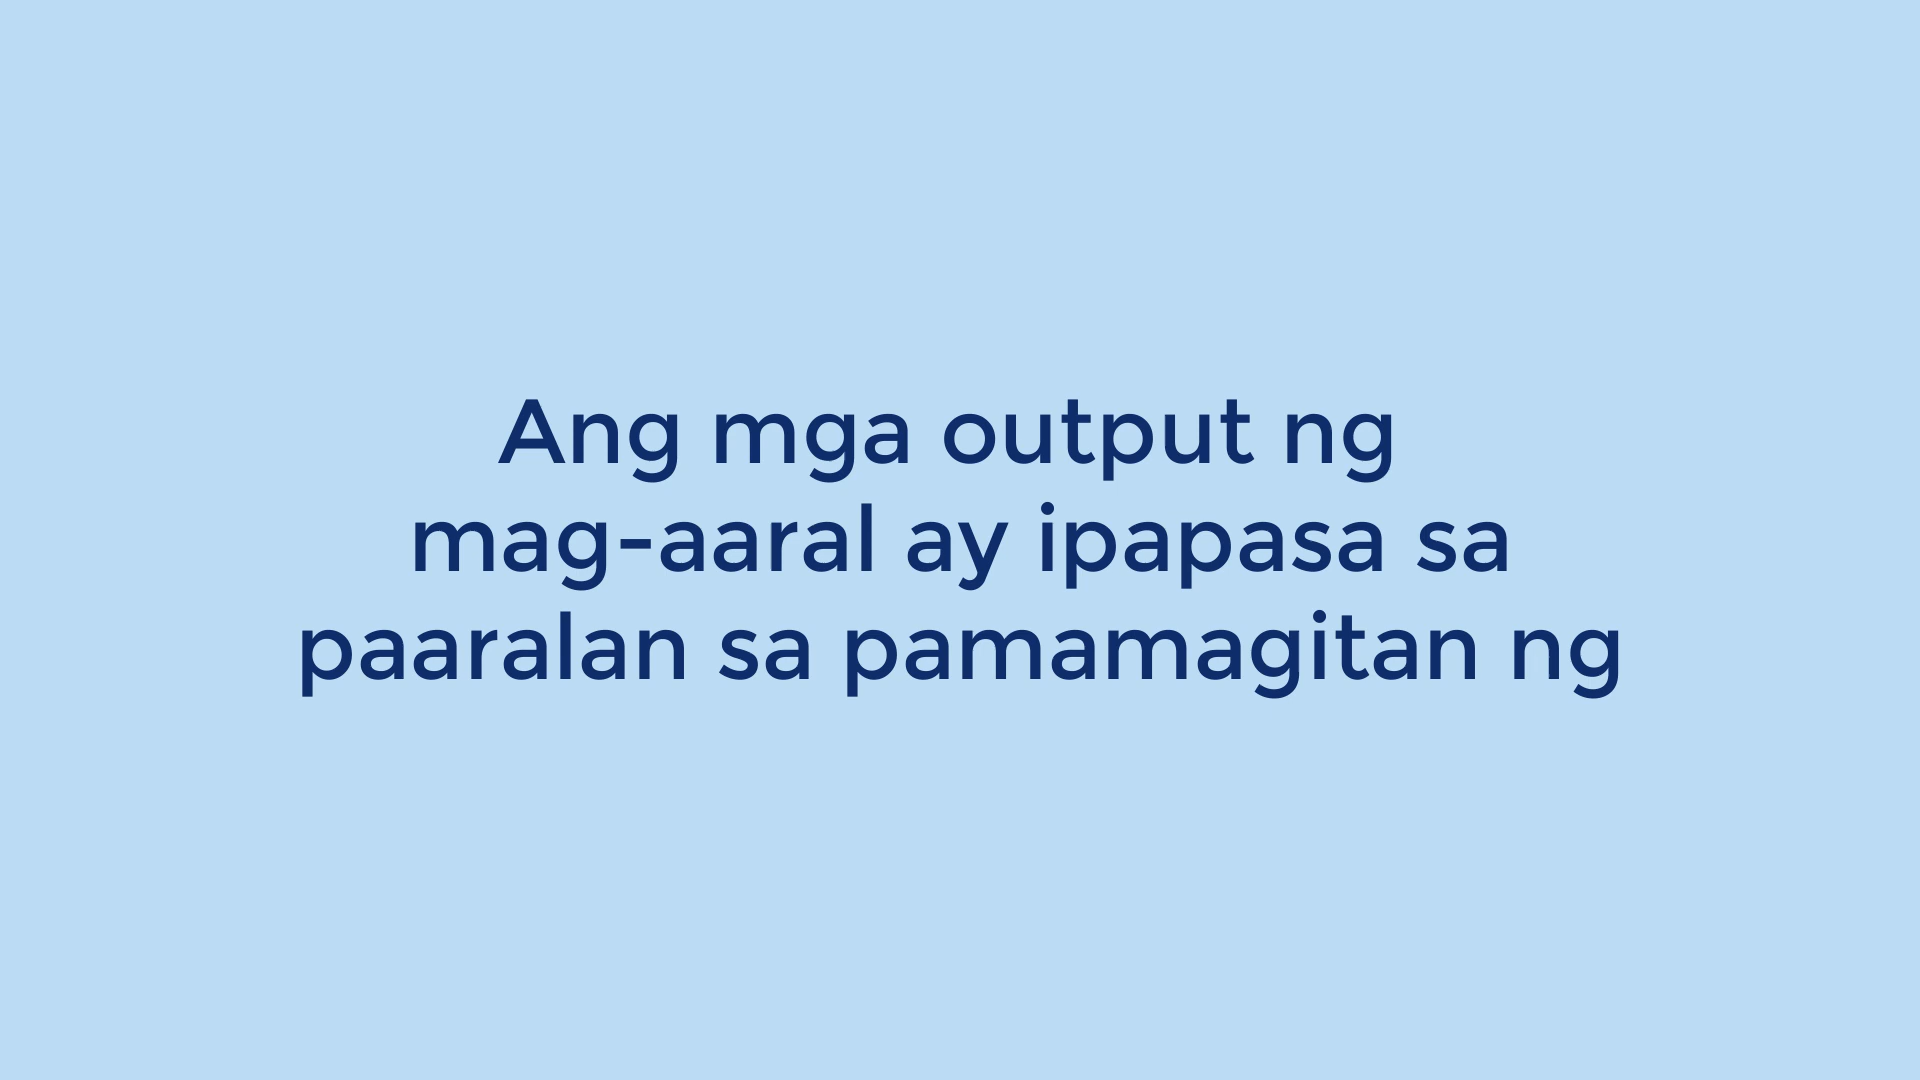 Ang mga output ng
mag-aaral ay ipapasa sa
paaralan sa pamamagitan ng